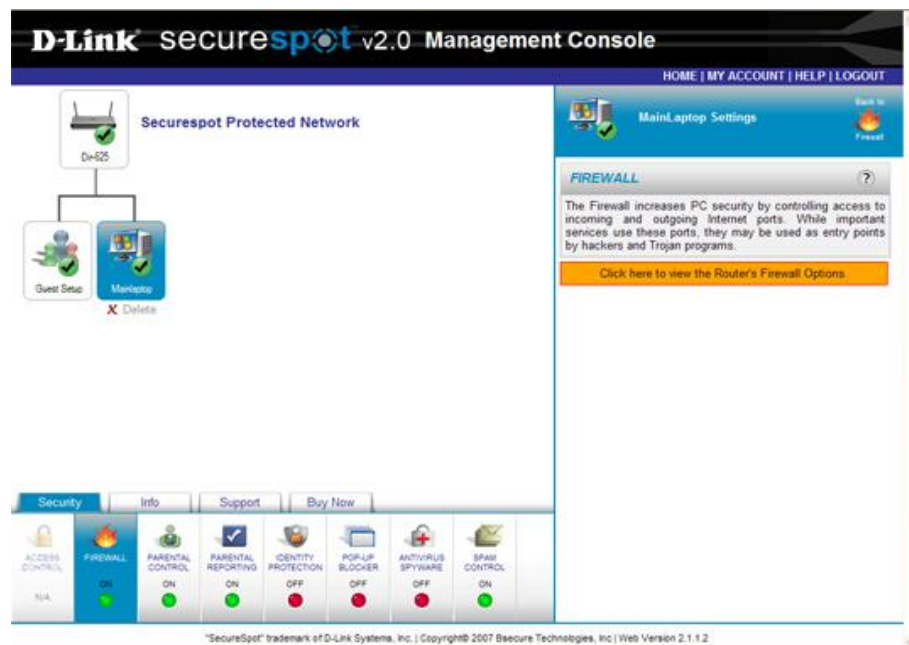 D-Link securespot v2.0 Management Console
HOME | MY ACCOUNT | HELP | LOGOUT
Dir-625
Securespot Protected Network
Guest Setup
Mainlaptop
X Delete
MainLaptop Settings
Back to
Firewall
FIREWALL
?
The Firewall increases PC security by controlling access to
incoming and outgoing Internet ports. While important
services use these ports, they may be used as entry points
by hackers and Trojan programs.
Click here to view the Router's Firewall Options
Security
Info
Support
Buy Now
ACCESS
CONTROL
N/A
FIREWALL
ON
PARENTAL
CONTROL
ON
PARENTAL
REPORTING
ON
IDENTITY
PROTECTION
OFF
POP-UP
BLOCKER
OFF
ANTIVIRUS
SPYWARE
OFF
SPAM
CONTROL
ON
"SecureSpot" trademark of D-Link Systems, Inc. | Copyright© 2007 Bsecure Technologies, Inc | Web Version 2.1.1.2